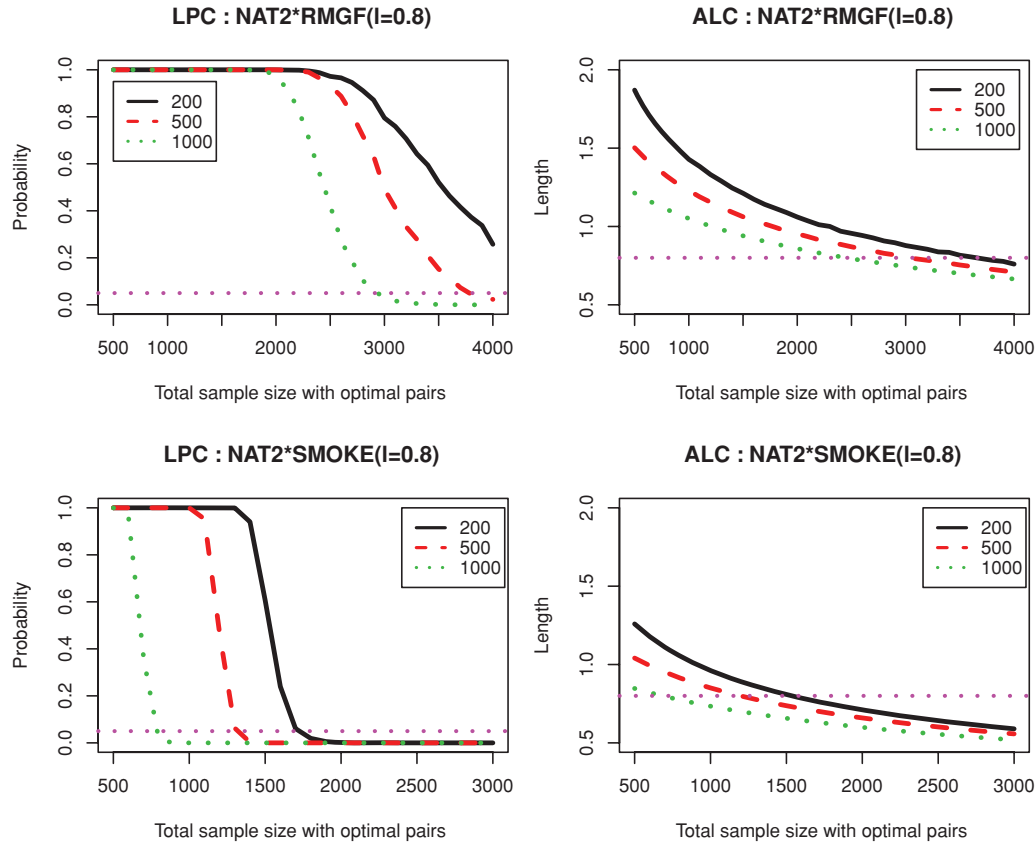 LPC : NAT2*RMGF(l=0.8)
Probability
1.0
0.8
0.6
0.4
0.2
0.0
200
500
1000
500 1000 2000 3000 4000
Total sample size with optimal pairs
ALC : NAT2*RMGF(l=0.8)
Length
2.0
1.5
1.0
0.5
200
500
1000
500 1000 2000 3000 4000
Total sample size with optimal pairs
LPC : NAT2*SMOKE(l=0.8)
Probability
1.0
0.8
0.6
0.4
0.2
0.0
200
500
1000
500 1000 1500 2000 2500 3000
Total sample size with optimal pairs
ALC : NAT2*SMOKE(l=0.8)
Length
2.0
1.5
1.0
0.5
200
500
1000
500 1000 1500 2000 2500 3000
Total sample size with optimal pairs